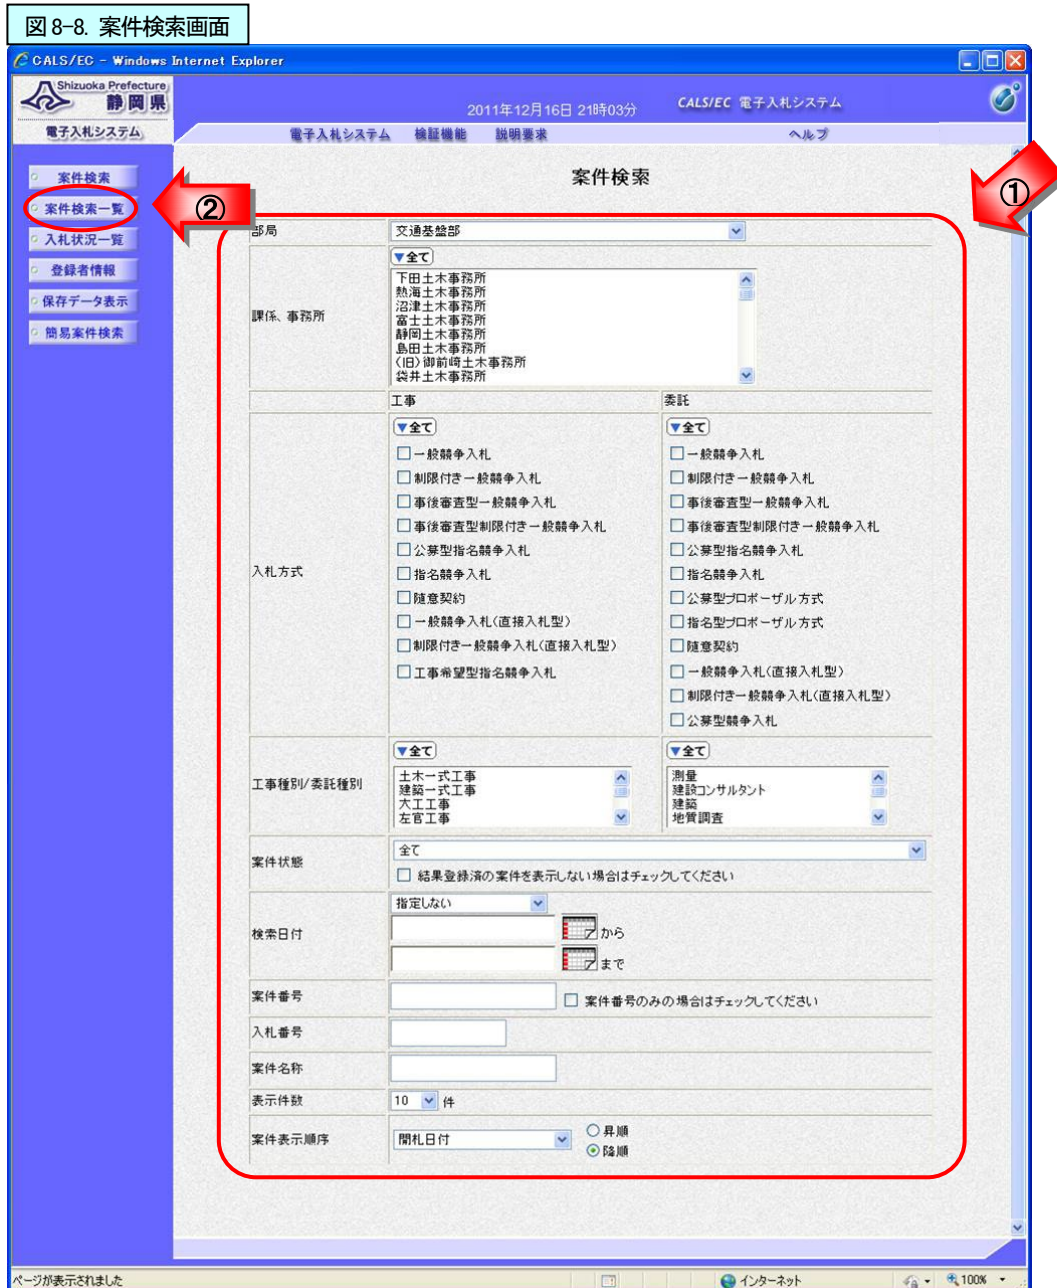 図 8-8. 案件検索画面
CALS/EC - Windows Internet Explorer
Shizuoka Prefecture
静岡県
電子入札システム
2011年12月16日 21時03分
CALS/EC 電子入札システム
電子入札システム 検証機能 説明要求 ヘルプ
案件検索
案件検索一覧
入札状況一覧
登録者情報
保存データ表示
簡易案件検索
案件検索
①
②
部局 交通基盤部
課係、事務所
▼全て
下田土木事務所
熱海土木事務所
沼津土木事務所
富士土木事務所
静岡土木事務所
島田土木事務所
(旧)御前崎土木事務所
袋井土木事務所
工事 委託
入札方式
▼全て
一般競争入札
制限付き一般競争入札
事後審査型一般競争入札
事後審査型制限付き一般競争入札
公募型指名競争入札
指名競争入札
随意契約
一般競争入札(直接入札型)
制限付き一般競争入札(直接入札型)
工事希望型指名競争入札
▼全て
一般競争入札
制限付き一般競争入札
事後審査型一般競争入札
事後審査型制限付き一般競争入札
公募型指名競争入札
指名競争入札
公募型プロポーザル方式
指名型プロポーザル方式
随意契約
一般競争入札(直接入札型)
制限付き一般競争入札(直接入札型)
公募型競争入札
工事種別/委託種別
▼全て
土木一式工事
建築一式工事
大工工事
左官工事
▼全て
測量
建設コンサルタント
建築
地質調査
案件状態
全て
結果登録済の案件を表示しない場合はチェックしてください
検索日付
指定しない
から
まで
案件番号
案件番号のみの場合はチェックしてください
入札番号
案件名称
表示件数 10 件
案件表示順序 開札日付
昇順
降順
ページが表示されました
インターネット
100%